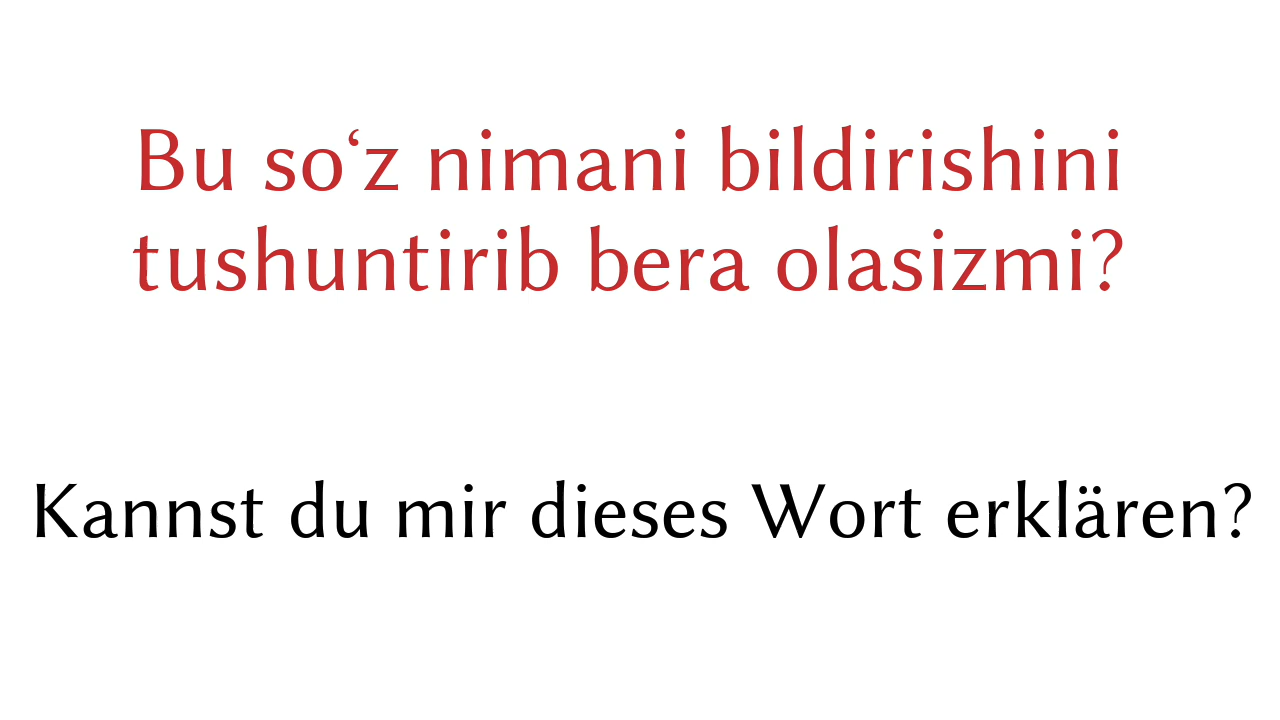 Bu so‘z nimani bildirishini
tushuntirib bera olasizmi?
Kannst du mir dieses Wort erklären?